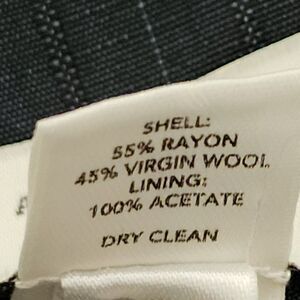 SHELL:
55% RAYON
45% VIRGIN WOOL
LINING:
100% ACETATE
DRY CLEAN